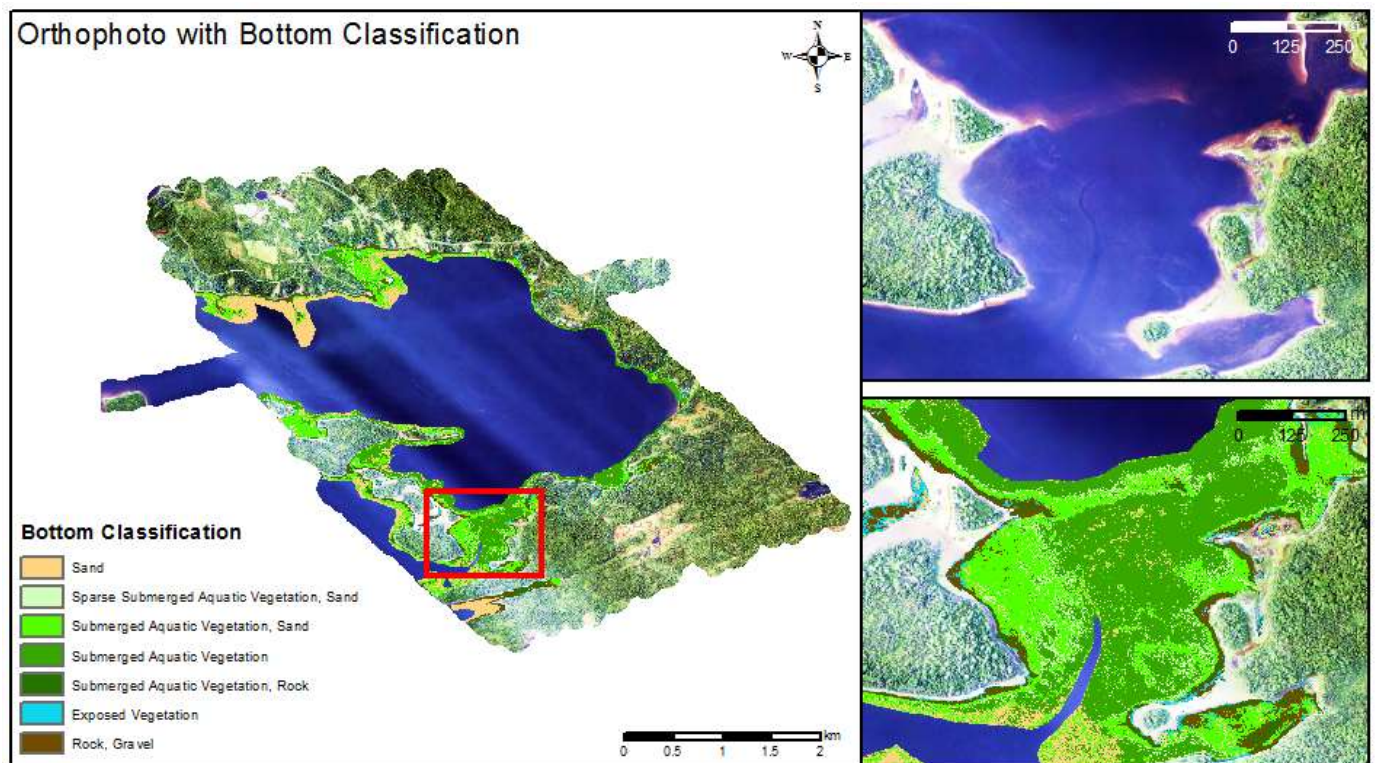 Orthophoto with Bottom Classification
N
W E
S
Bottom Classification
Sand
Sparse Submerged Aquatic Vegetation, Sand
Submerged Aquatic Vegetation, Sand
Submerged Aquatic Vegetation
Submerged Aquatic Vegetation, Rook
Exposed Vegetation
Rook, Gravel
km
0 0.5 1 1.5 2
m
0 125 250
m
0 125 250